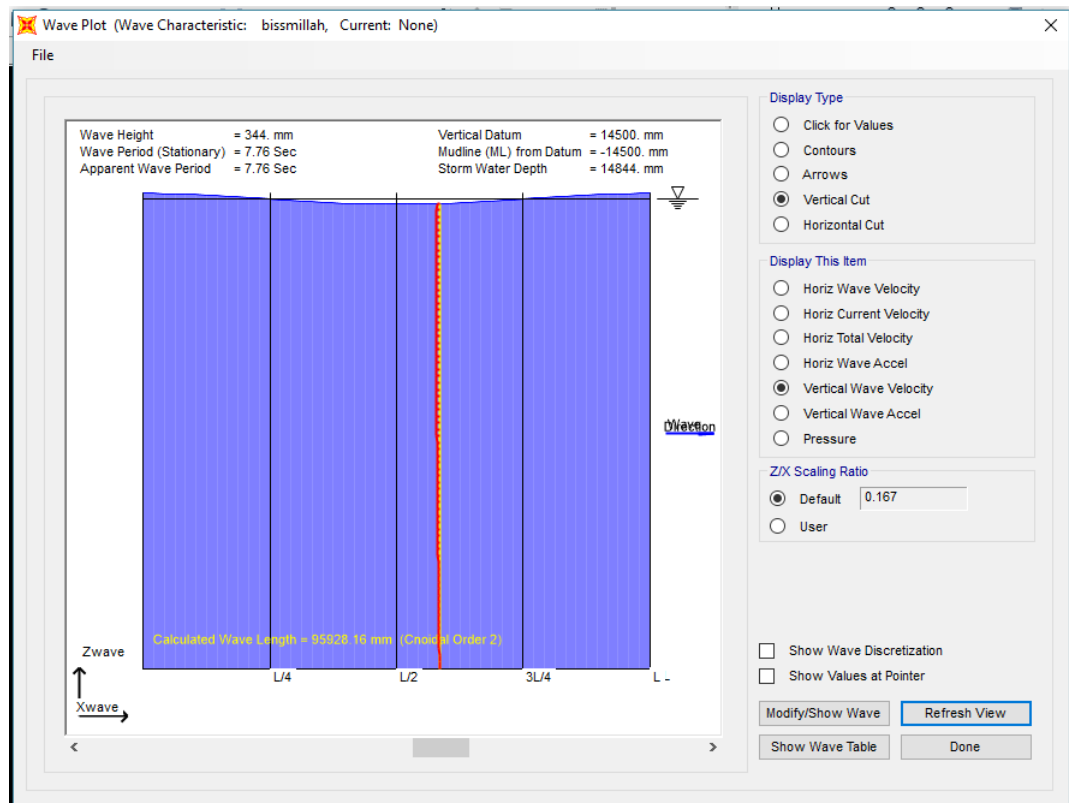 Wave Plot (Wave Characteristic: bissmillah, Current: None)
File
Wave Height = 344. mm
Wave Period (Stationary) = 7.76 Sec
Apparent Wave Period = 7.76 Sec
Vertical Datum = 14500. mm
Mudline (ML) from Datum = -14500. mm
Storm Water Depth = 14844. mm
Wave
Direction
Calculated Wave Length = 95928.16 mm (Cnoidal Order 2)
Zwave
Xwave
L/4
L/2
3L/4
L
Display Type
Click for Values
Contours
Arrows
Vertical Cut
Horizontal Cut
Display This Item
Horiz Wave Velocity
Horiz Current Velocity
Horiz Total Velocity
Horiz Wave Accel
Vertical Wave Velocity
Vertical Wave Accel
Pressure
Z/X Scaling Ratio
Default 0.167
User
Show Wave Discretization
Show Values at Pointer
Modify/Show Wave
Refresh View
Show Wave Table
Done